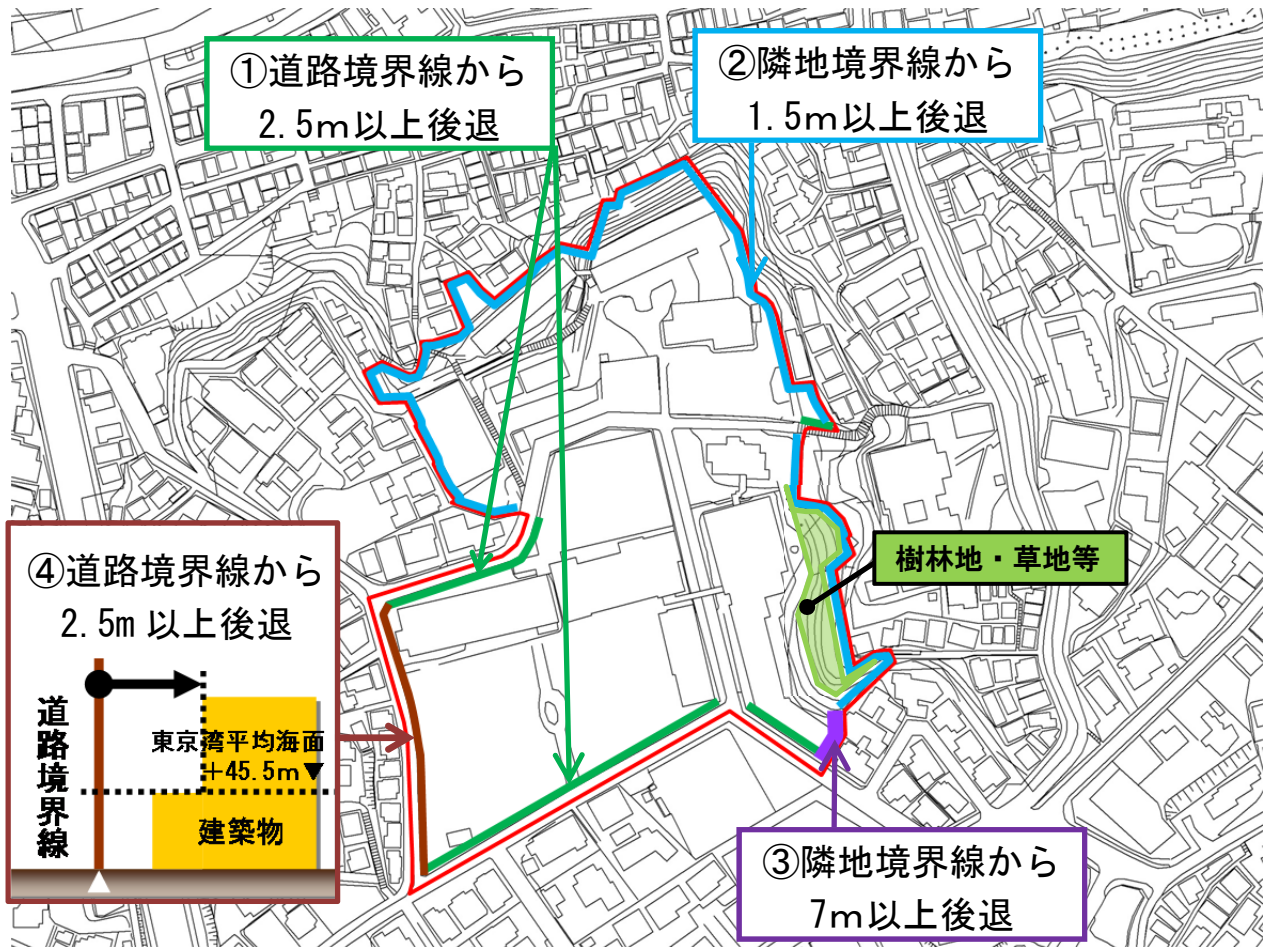 ①道路境界線から
2.5ｍ以上後退
②隣地境界線から
1.5ｍ以上後退
樹林地・草地等
④道路境界線から
2.5m 以上後退
道路境界線
東京湾平均海面
＋45.5m▼
建築物
③隣地境界線から
7ｍ以上後退